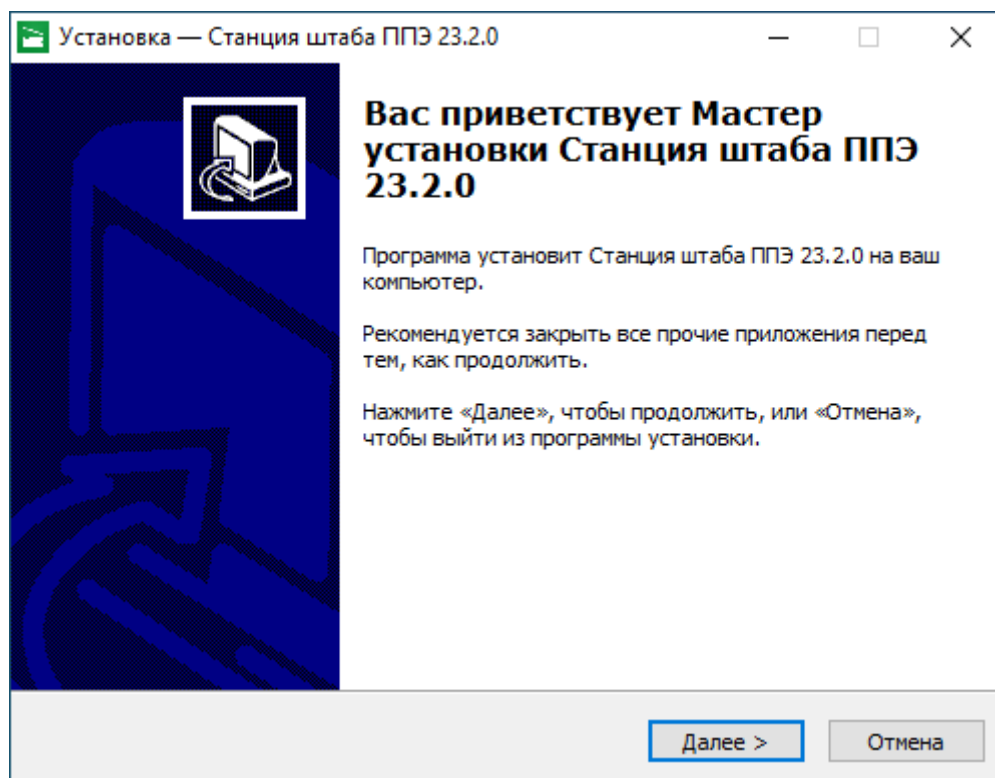 Установка — Станция штаба ППЭ 23.2.0
Вас приветствует Мастер
установки Станция штаба ППЭ
23.2.0
Программа установит Станция штаба ППЭ 23.2.0 на ваш
компьютер.
Рекомендуется закрыть все прочие приложения перед
тем, как продолжить.
Нажмите «Далее», чтобы продолжить, или «Отмена»,
чтобы выйти из программы установки.
Далее >
Отмена